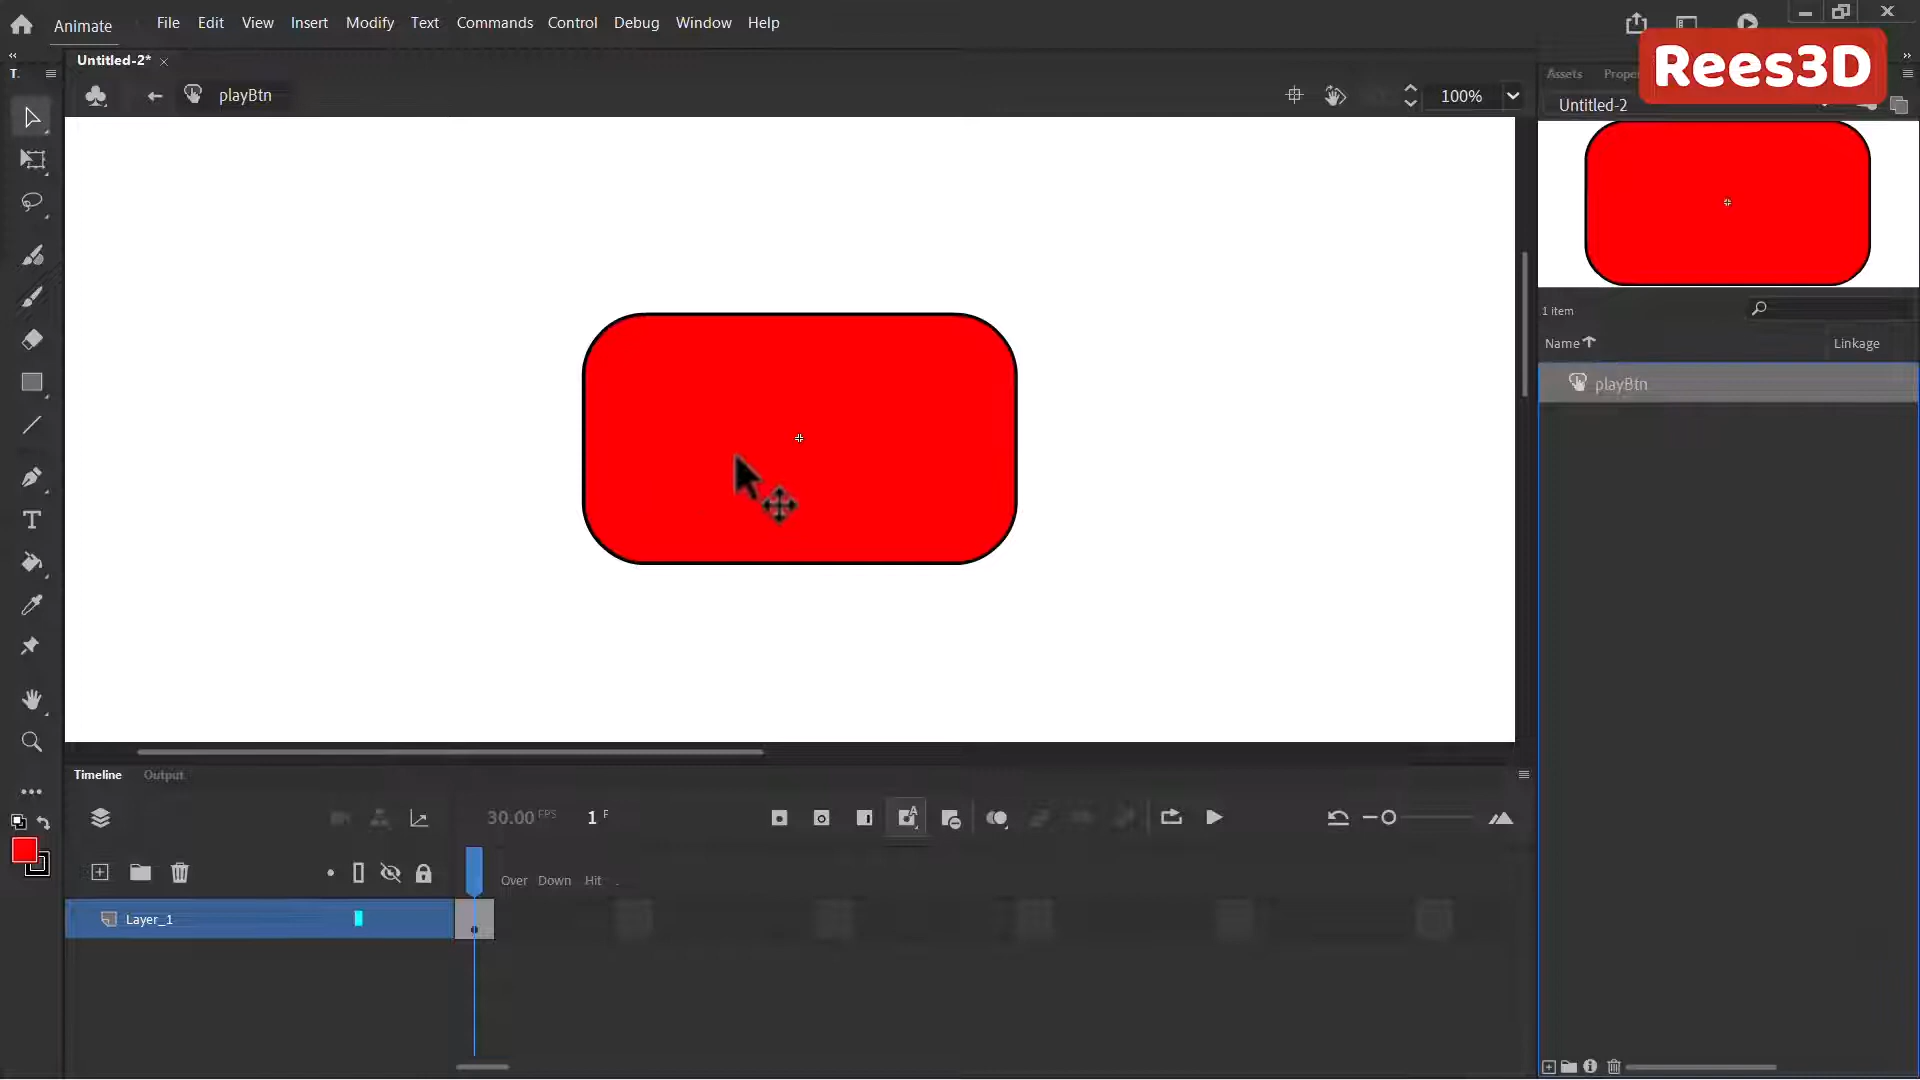 Animate File Edit View Insert Modify Text Commands Control Debug Window Help
Rees3D
Untitled-2*
T.
Assets
playBtn
100%
Untitled-2
1 item
Name
Linkage
playBtn
Timeline Output
30.00 FPS 1 F
Over Down Hit
Layer_1